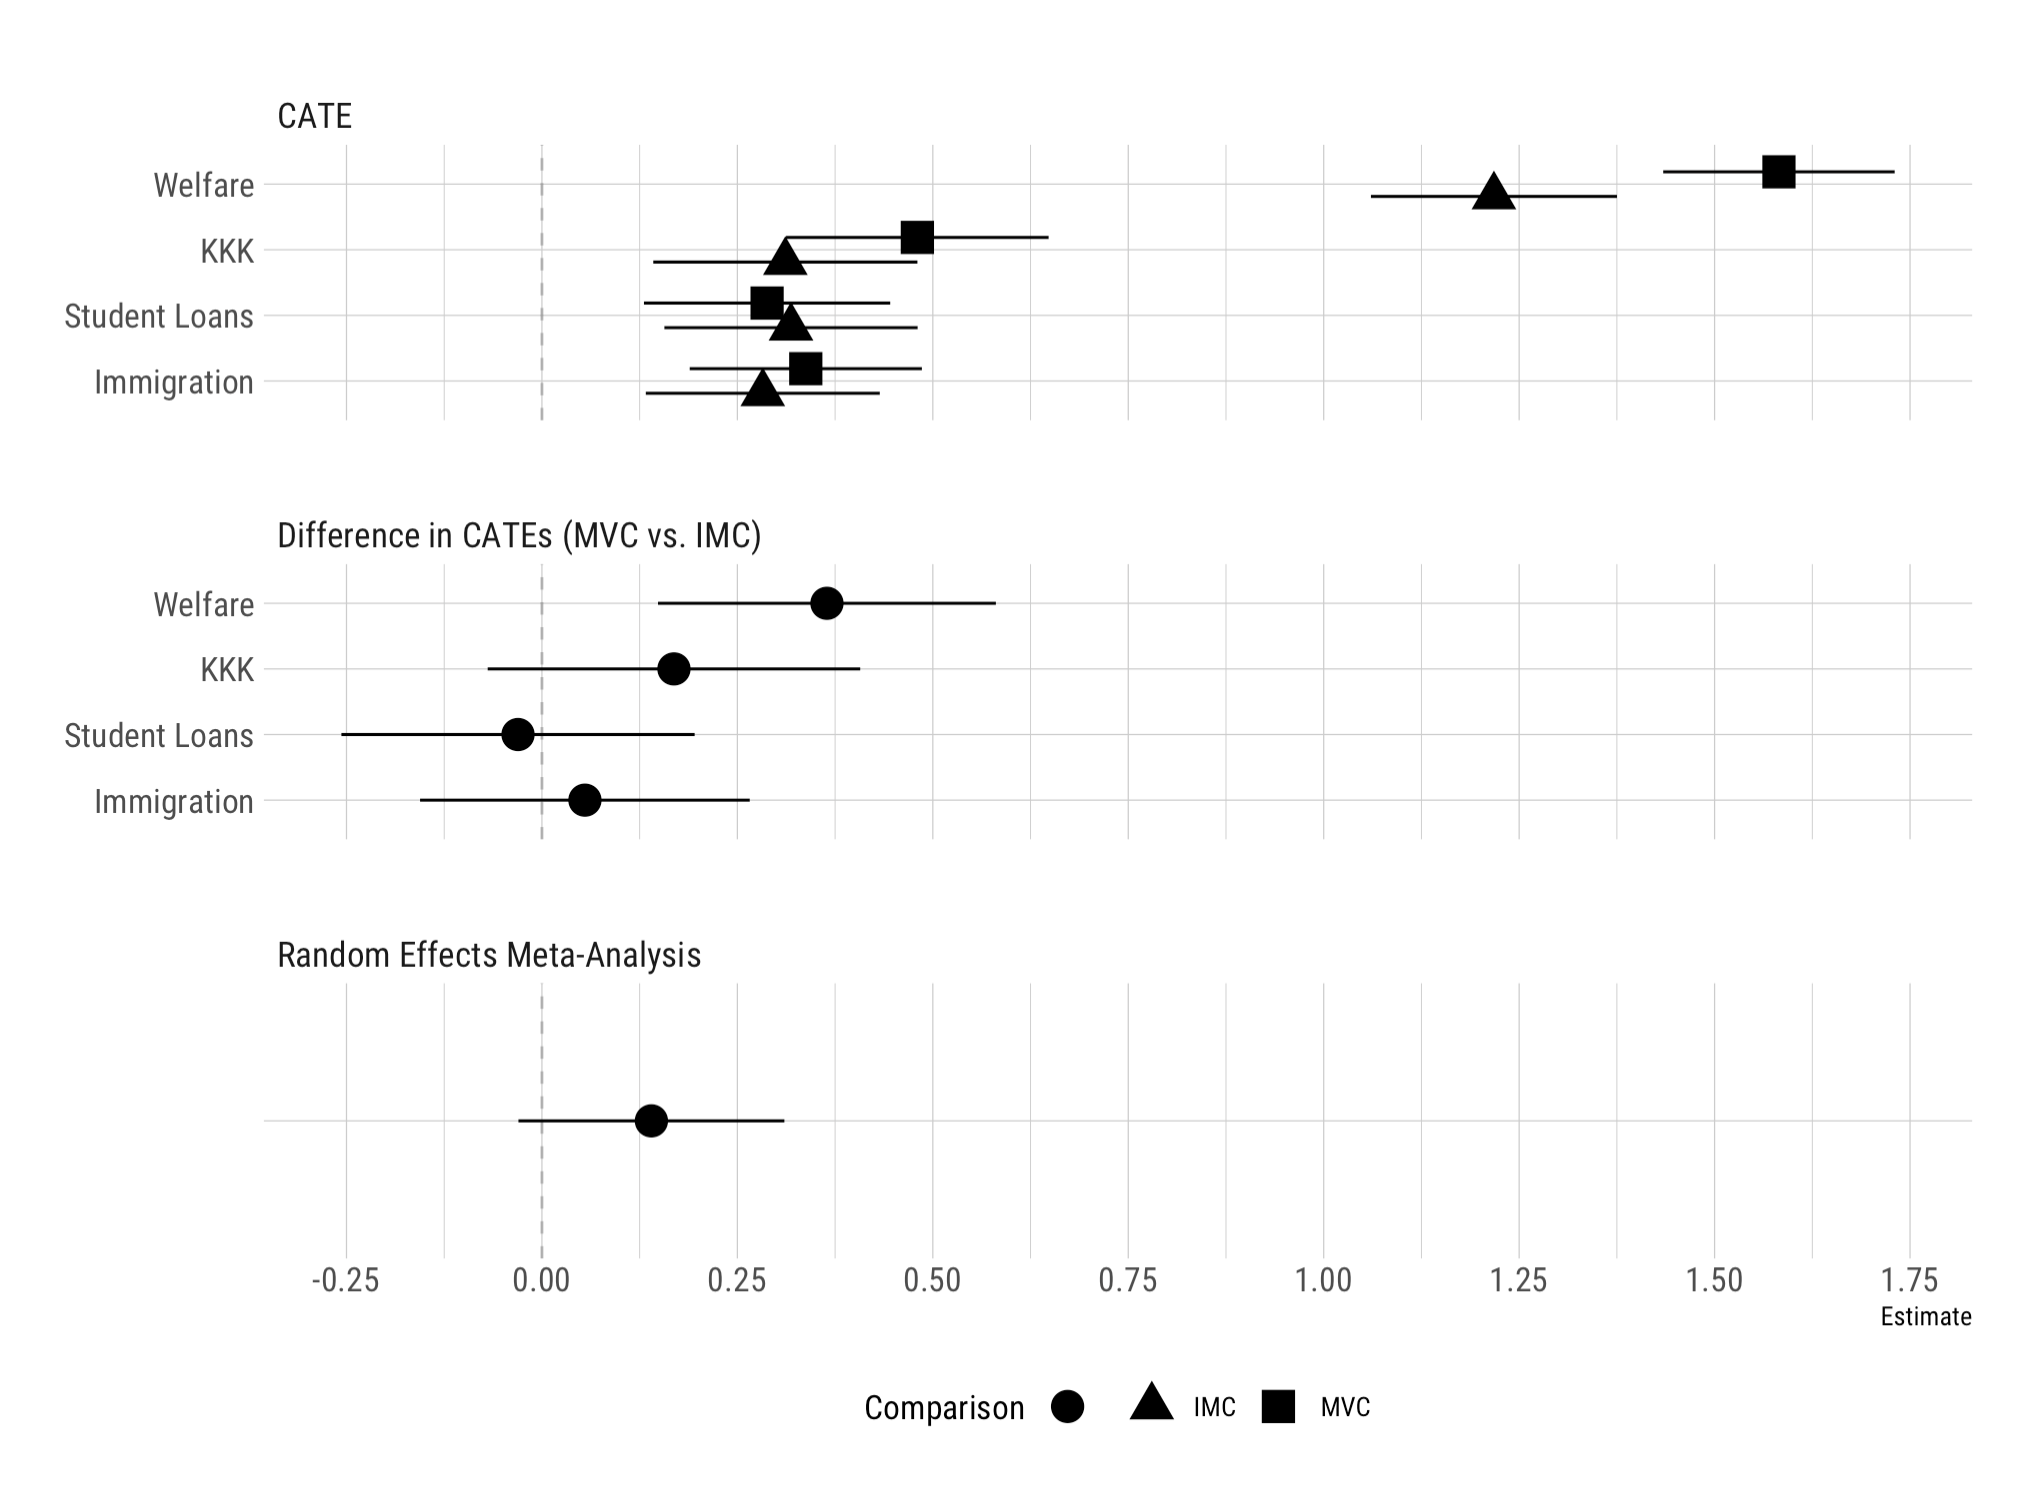 CATE
Welfare
KKK
Student Loans
Immigration
Difference in CATEs (MVC vs. IMC)
Welfare
KKK
Student Loans
Immigration
Random Effects Meta-Analysis
-0.25 0.00 0.25 0.50 0.75 1.00 1.25 1.50 1.75
Estimate
Comparison IMC MVC